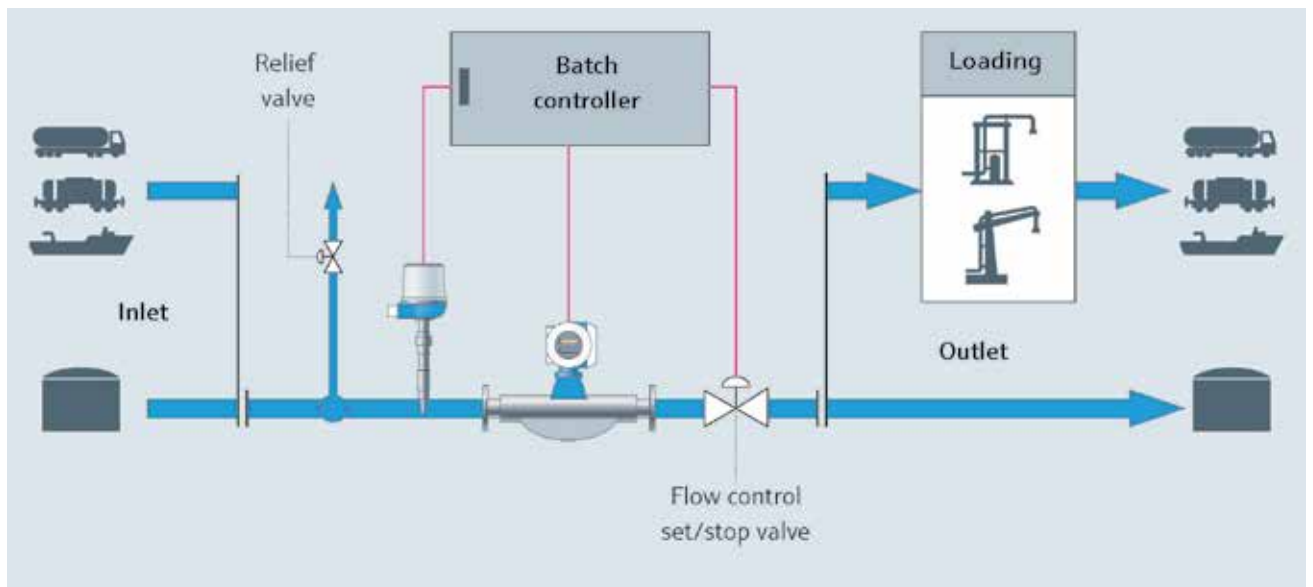 Relief
valve
Batch
controller
Loading
Inlet
Outlet
Flow control
set/stop valve